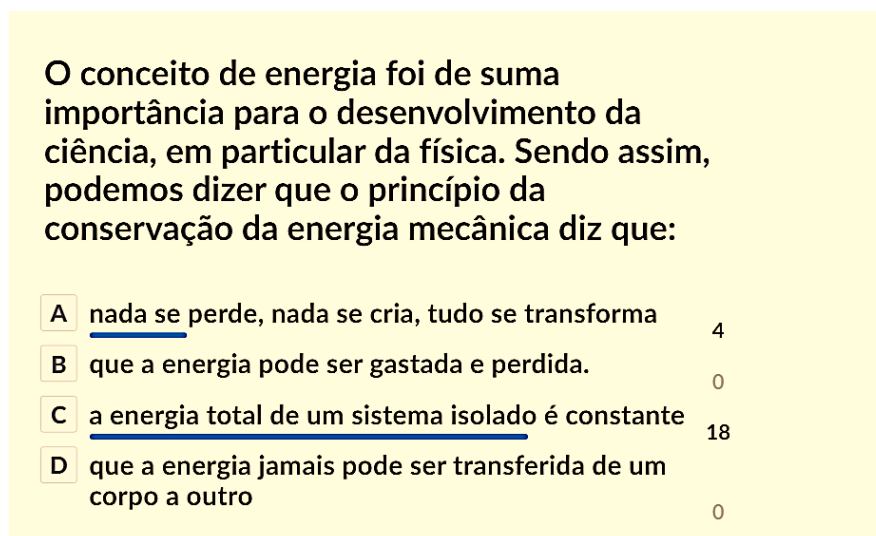 O conceito de energia foi de suma
importância para o desenvolvimento da
ciência, em particular da física. Sendo assim,
podemos dizer que o princípio da
conservação da energia mecânica diz que:
A nada se perde, nada se cria, tudo se transforma
4
B que a energia pode ser gastada e perdida.
0
C a energia total de um sistema isolado é constante
18
D que a energia jamais pode ser transferida de um
corpo a outro
0